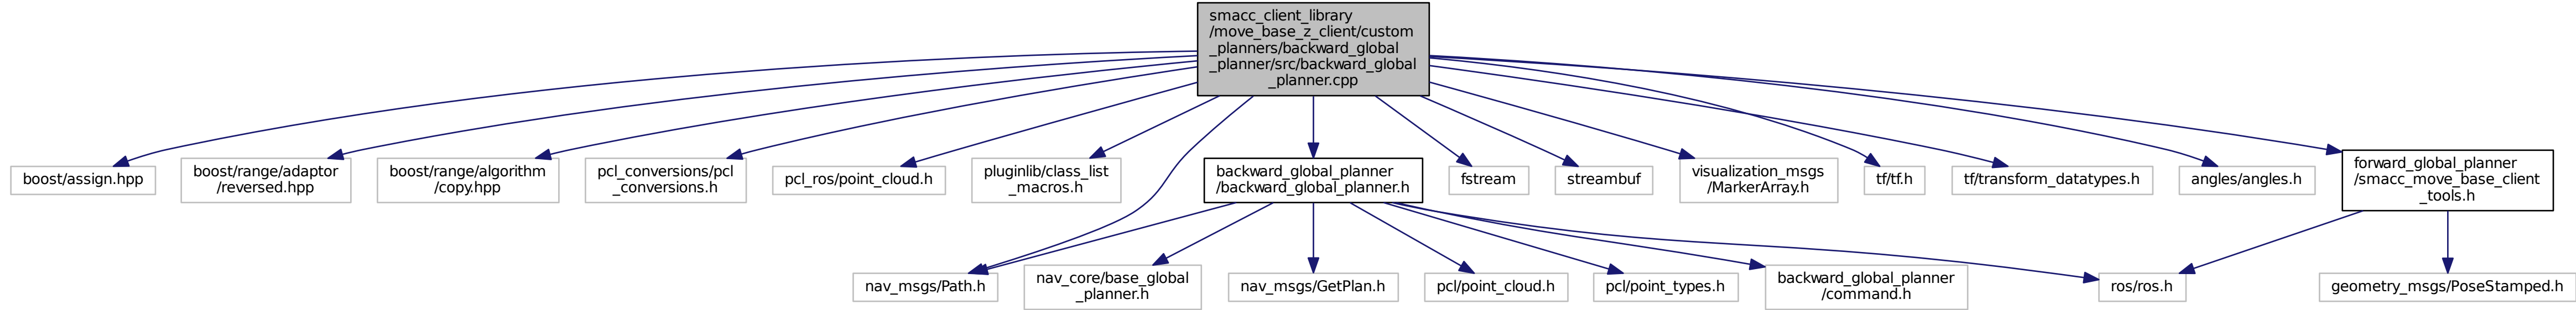 smacc_client_library
/move_base_z_client/custom
_planners/backward_global
_planner/src/backward_global
_planner.cpp
boost/assign.hpp
boost/range/adaptor
/reversed.hpp
boost/range/algorithm
/copy.hpp
pcl_conversions/pcl
_conversions.h
pcl_ros/point_cloud.h
pluginlib/class_list
_macros.h
backward_global_planner
/backward_global_planner.h
fstream
streambuf
visualization_msgs
/MarkerArray.h
tf/tf.h
tf/transform_datatypes.h
angles/angles.h
forward_global_planner
/smacc_move_base_client
_tools.h
nav_msgs/Path.h
nav_core/base_global
_planner.h
nav_msgs/GetPlan.h
pcl/point_cloud.h
pcl/point_types.h
backward_global_planner
/command.h
ros/ros.h
geometry_msgs/PoseStamped.h